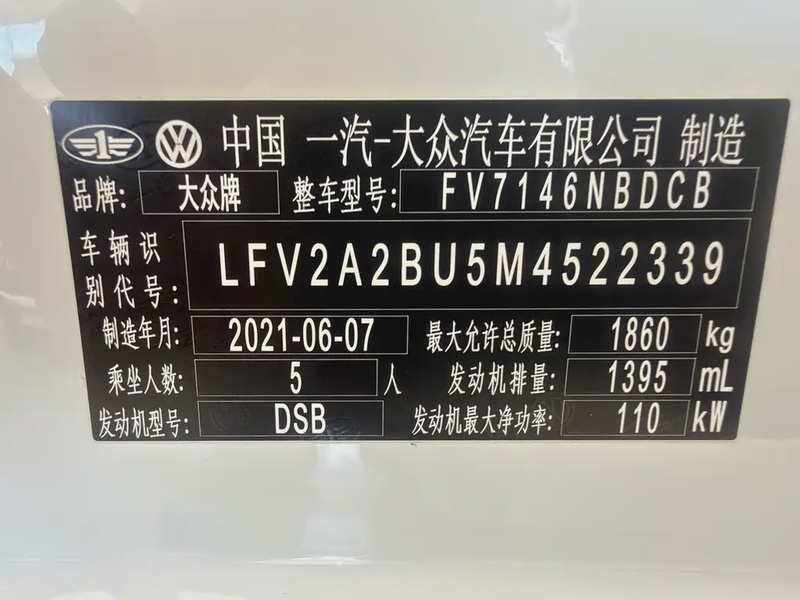 中国 一汽-大众汽车有限公司 制造
品牌: 大众牌 整车型号: FV7146NBDCB
车辆识别代号: LFV2A2BU5M4522339
制造年月: 2021-06-07 最大允许总质量: 1860 kg
乘坐人数: 5 人 发动机排量: 1395 mL
发动机型号: DSB 发动机最大净功率: 110 kW